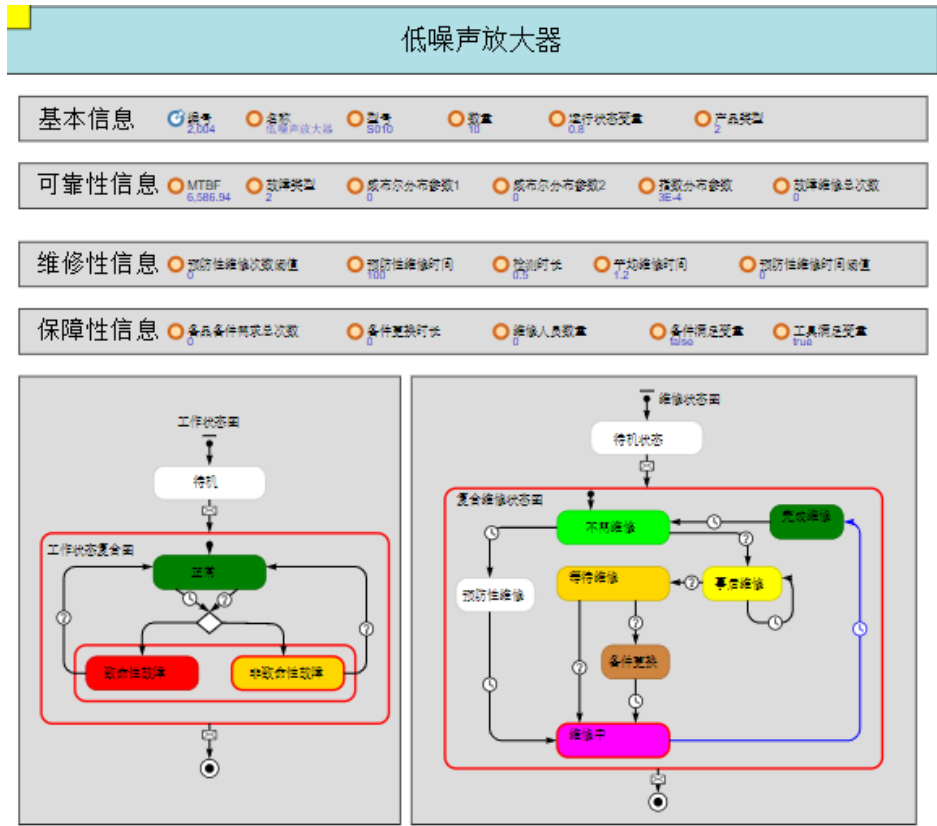 低噪声放大器
基本信息 编号 名称 型号 数量 运行状态变量 产品类型
2,004 低噪声放大器 S010 10 0.8 2
可靠性信息 MTBF 故障类型 威布尔分布参数1 威布尔分布参数2 指数分布参数 故障维修总次数
6,586.94 2 0 0 3E-4 0
维修性信息 预防性维修次数阈值 预防性维修时间 检测时长 平均维修时间 预防性维修时间阈值
0 100 0.5 1.2 0
保障性信息 备品备件需求总次数 备件更换时长 维修人员数量 备件满足变量 工具满足变量
0 0 0 false true
工作状态图
待机
工作状态复合图
正常
致命性故障 非致命性故障
维修状态图
待机状态
复合维修状态图
不用维修 完成维修
预防性维修 等待维修 事后维修
备件更换
维修中